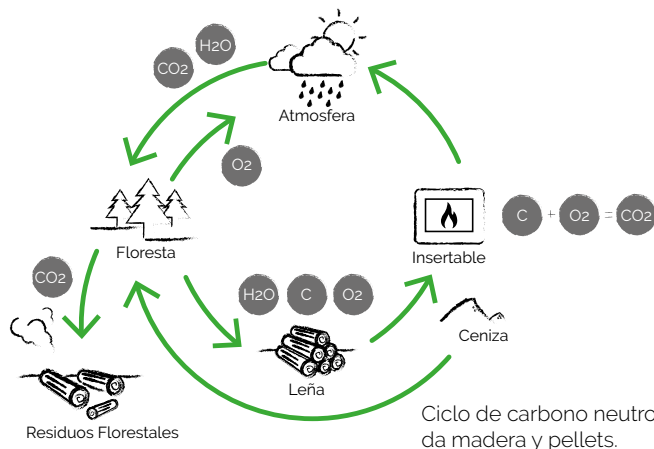 H2O
CO2
Atmosfera
O2
Floresta
Insertable
C + O2 = CO2
CO2
H2O C O2
Ceniza
Leña
Residuos Florestales
Ciclo de carbono neutro
da madera y pellets.